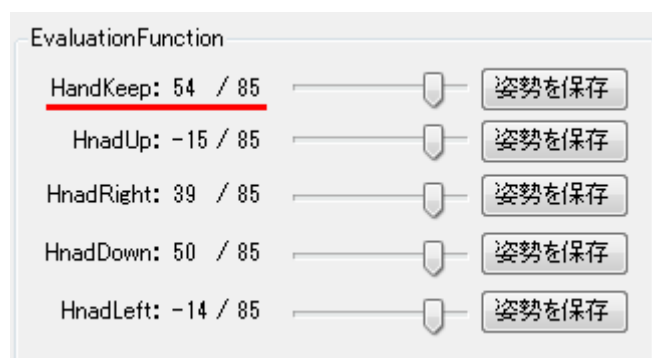 EvaluationFunction
HandKeep: 54 / 85 姿勢を保存
HnadUp: -15 / 85 姿勢を保存
HnadRight: 39 / 85 姿勢を保存
HnadDown: 50 / 85 姿勢を保存
HnadLeft: -14 / 85 姿勢を保存